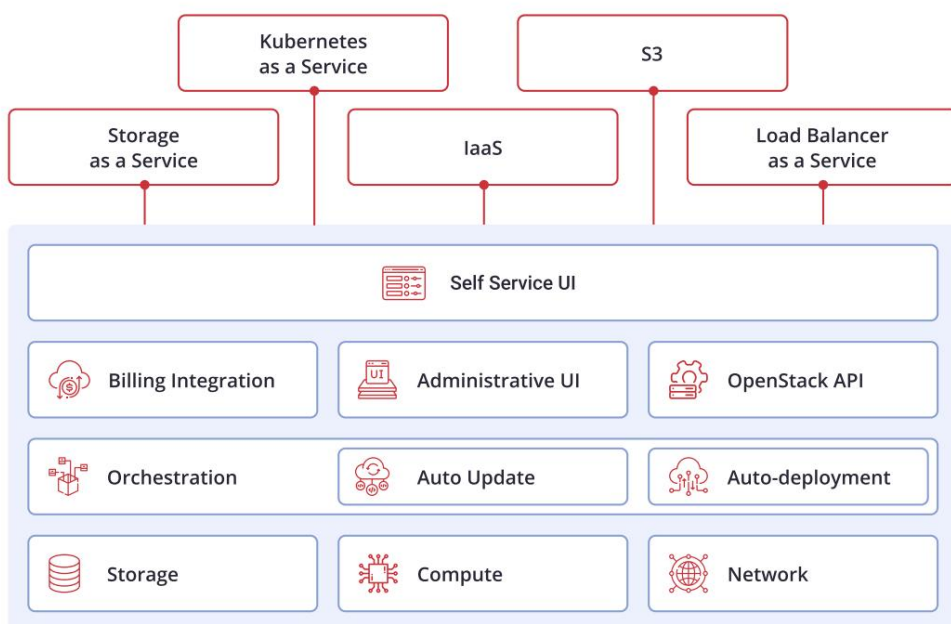 Kubernetes
as a Service
S3
Storage
as a Service
IaaS
Load Balancer
as a Service
Self Service UI
Billing Integration
UI
Administrative UI
OpenStack API
Orchestration
Auto Update
Auto-deployment
Storage
Compute
Network